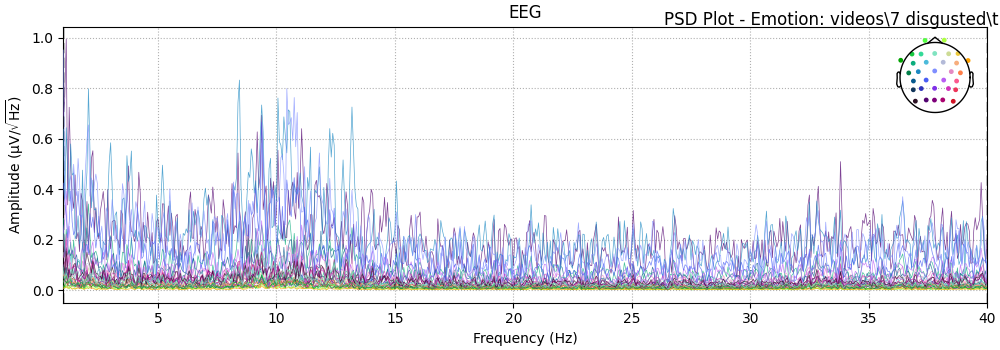 EEG
PSD Plot - Emotion: videos\7 disgusted\t
Amplitude (µV/√Hz)
1.0
0.8
0.6
0.4
0.2
0.0
5 10 15 20 25 30 35 40
Frequency (Hz)